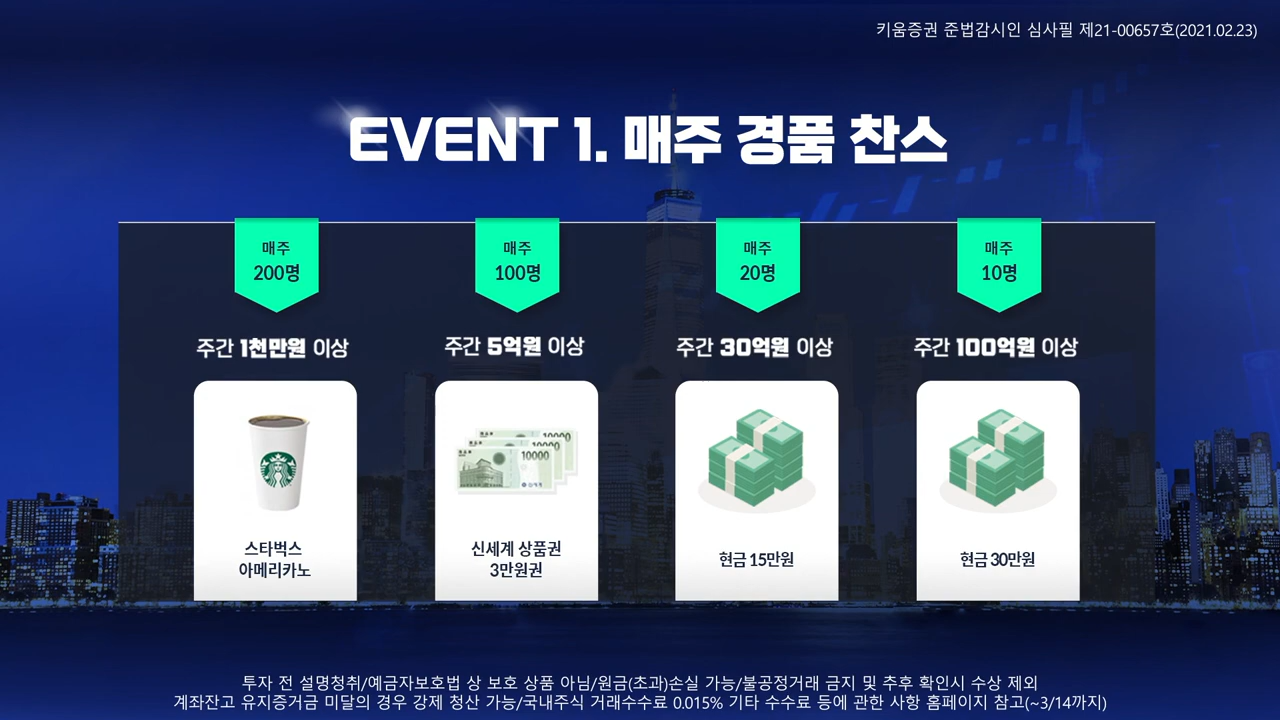 키움증권 준법감시인 심사필 제21-00657호(2021.02.23)
EVENT 1. 매주 경품 찬스
매주
200명
주간 1천만원 이상
스타벅스
아메리카노
매주
100명
주간 5억원 이상
10000
10000
10000
신세계 상품권
3만원권
매주
20명
주간 30억원 이상
현금 15만원
매주
10명
주간 100억원 이상
현금 30만원
투자 전 설명청취/예금자보호법 상 보호 상품 아님/원금(초과)손실 가능/불공정거래 금지 및 추후 확인시 수상 제외
계좌잔고 유지증거금 미달의 경우 강제 청산 가능/국내주식 거래수수료 0.015% 기타 수수료 등에 관한 사항 홈페이지 참고(~3/14까지)